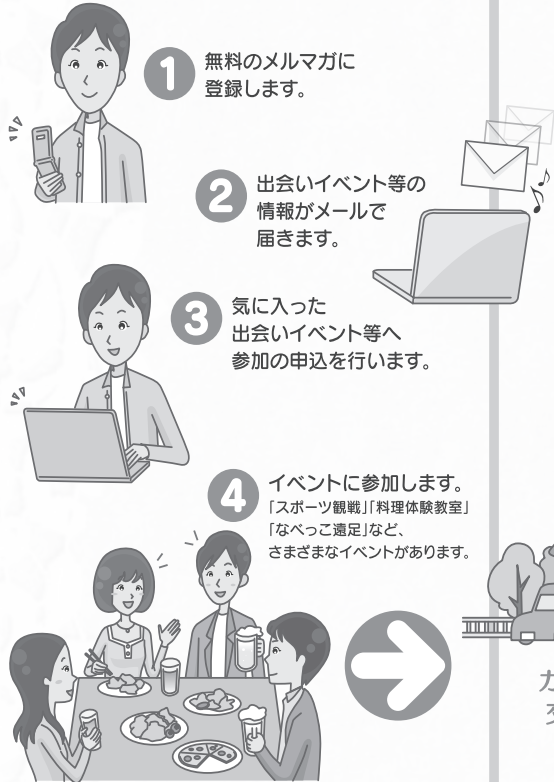 1 無料のメルマガに
登録します。
2 出会いイベント等の
情報がメールで
届きます。
3 気に入った
出会いイベント等へ
参加の申込を行います。
4 イベントに参加します。
「スポーツ観戦」「料理体験教室」
「なべっこ遠足」など、
さまざまなイベントがあります。